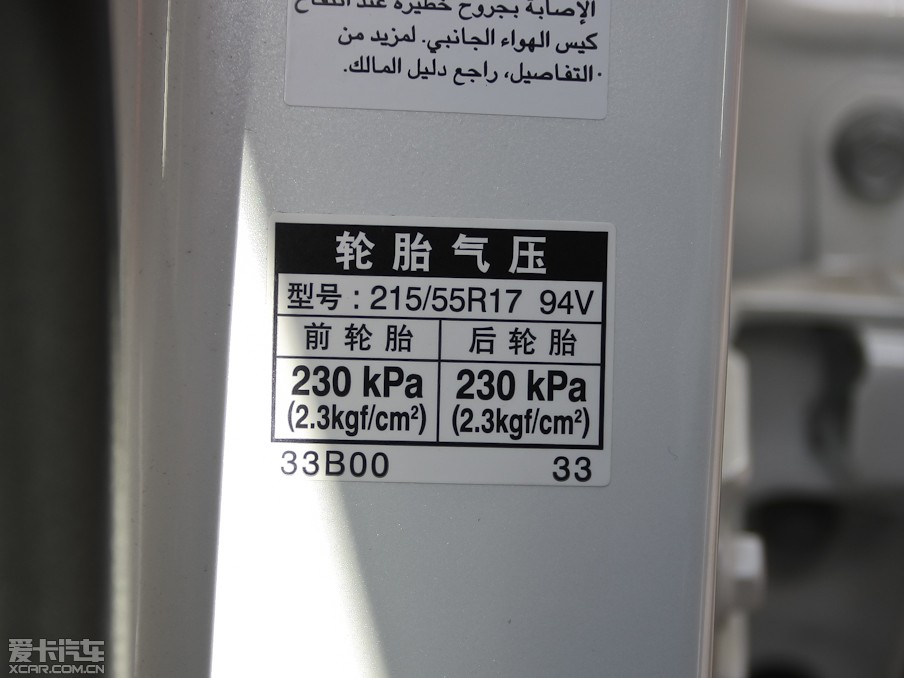 الإصابة بجروح خطيرة عند انتفاخ
كيس الهواء الجانبي. لمزيد من
التفاصيل، راجع دليل المالك.
轮胎气压
型号：215/55R17 94V
前轮胎 后轮胎
230 kPa 230 kPa
(2.3kgf/cm²) (2.3kgf/cm²)
33B00 33
爱卡汽车
XCAR.COM.CN